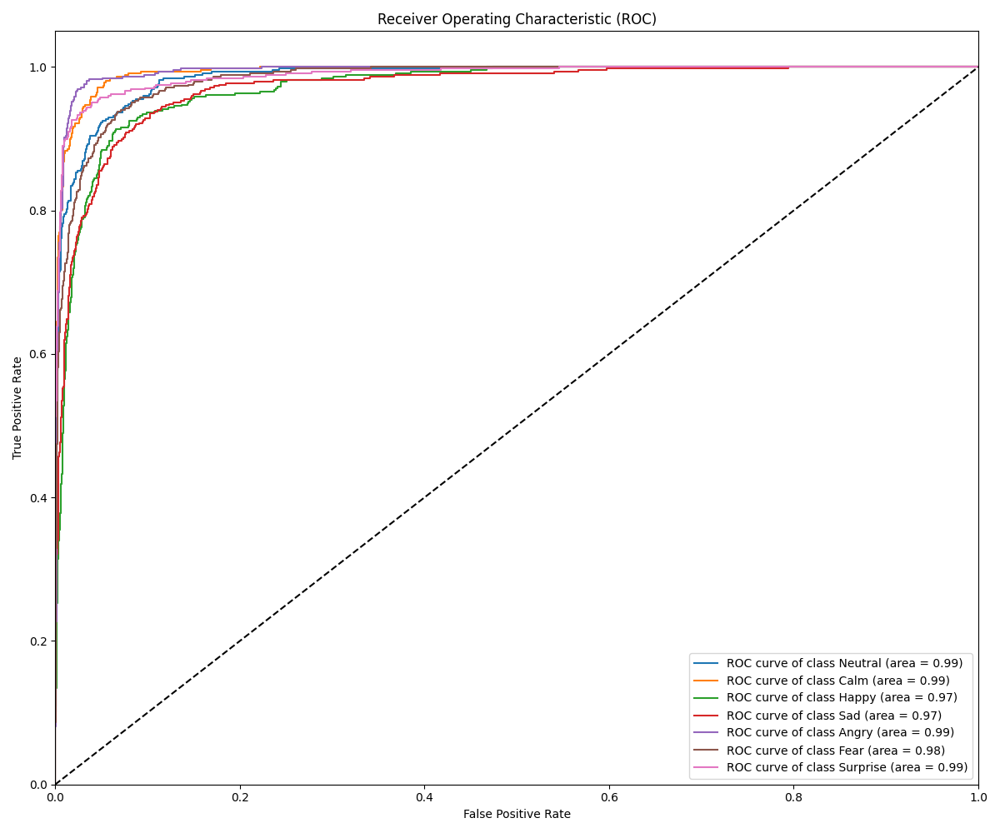 Receiver Operating Characteristic (ROC)
1.0
0.8
0.6
0.4
0.2
0.0
True Positive Rate
0.0 0.2 0.4 0.6 0.8 1.0
False Positive Rate
ROC curve of class Neutral (area = 0.99)
ROC curve of class Calm (area = 0.99)
ROC curve of class Happy (area = 0.97)
ROC curve of class Sad (area = 0.97)
ROC curve of class Angry (area = 0.99)
ROC curve of class Fear (area = 0.98)
ROC curve of class Surprise (area = 0.99)